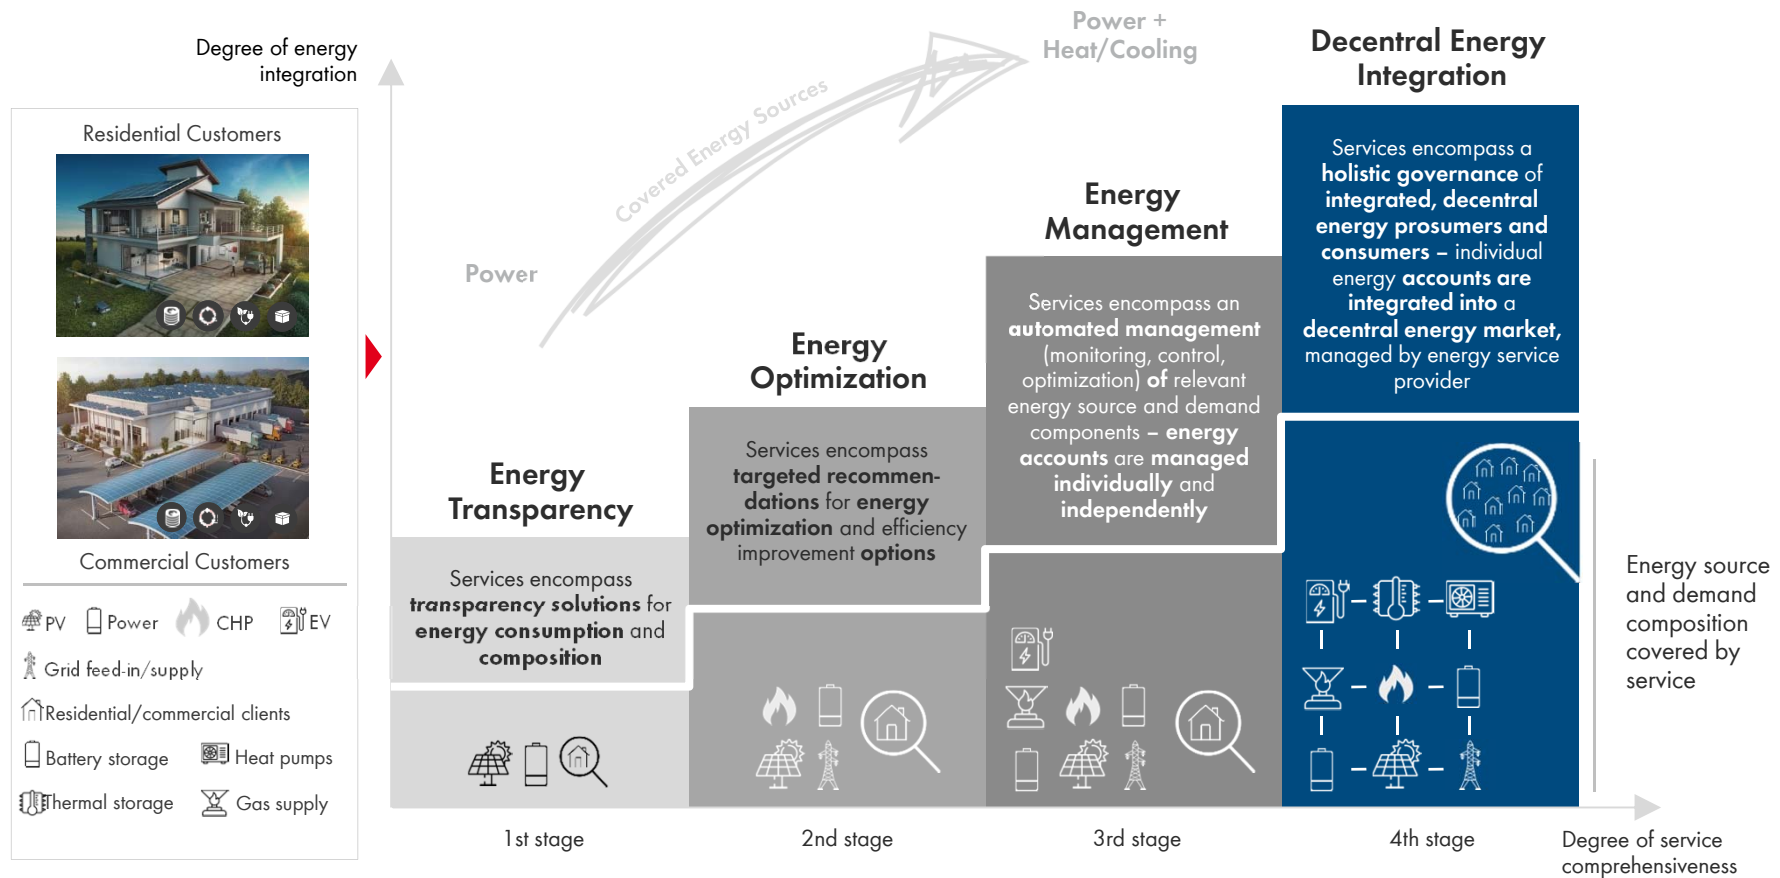 Degree of energy
integration
Residential Customers
Commercial Customers
PV
Power
CHP
EV
Grid feed-in/supply
Residential/commercial clients
Battery storage
Heat pumps
Thermal storage
Gas supply
Power
Covered Energy Sources
Power +
Heat/Cooling
Energy
Transparency
Services encompass
transparency solutions for
energy consumption and
composition
1st stage
Energy
Optimization
Services encompass
targeted recommen-
dations for energy
optimization and efficiency
improvement options
2nd stage
Energy
Management
Services encompass an
automated management
(monitoring, control,
optimization) of relevant
energy source and demand
components – energy
accounts are managed
individually and
independently
3rd stage
Decentral Energy
Integration
Services encompass a
holistic governance of
integrated, decentral
energy prosumers and
consumers – individual
energy accounts are
integrated into a
decentral energy market,
managed by energy service
provider
4th stage
Energy source
and demand
composition
covered by
service
Degree of service
comprehensiveness